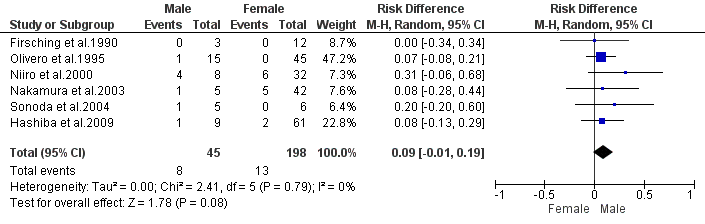 Male Female Risk Difference Risk Difference
Study or Subgroup Events Total Events Total Weight M-H, Random, 95% CI M-H, Random, 95% CI
Firsching et al.1990 0 3 0 12 8.7% 0.00 [-0.34, 0.34]
Olivero et al.1995 1 15 0 45 47.2% 0.07 [-0.08, 0.21]
Niiro et al.2000 4 8 6 32 7.2% 0.31 [-0.06, 0.68]
Nakamura et al.2003 1 5 5 42 7.5% 0.08 [-0.28, 0.44]
Sonoda et al.2004 1 5 0 6 6.6% 0.20 [-0.20, 0.60]
Hashiba et al.2009 1 9 2 61 22.8% 0.08 [-0.13, 0.29]
Total (95% CI) 45 198 100.0% 0.09 [-0.01, 0.19]
Total events 8 13
Heterogeneity: Tau² = 0.00; Chi² = 2.41, df = 5 (P = 0.79); I² = 0%
Test for overall effect: Z = 1.78 (P = 0.08)
-1 -0.5 0 0.5 1
Female Male